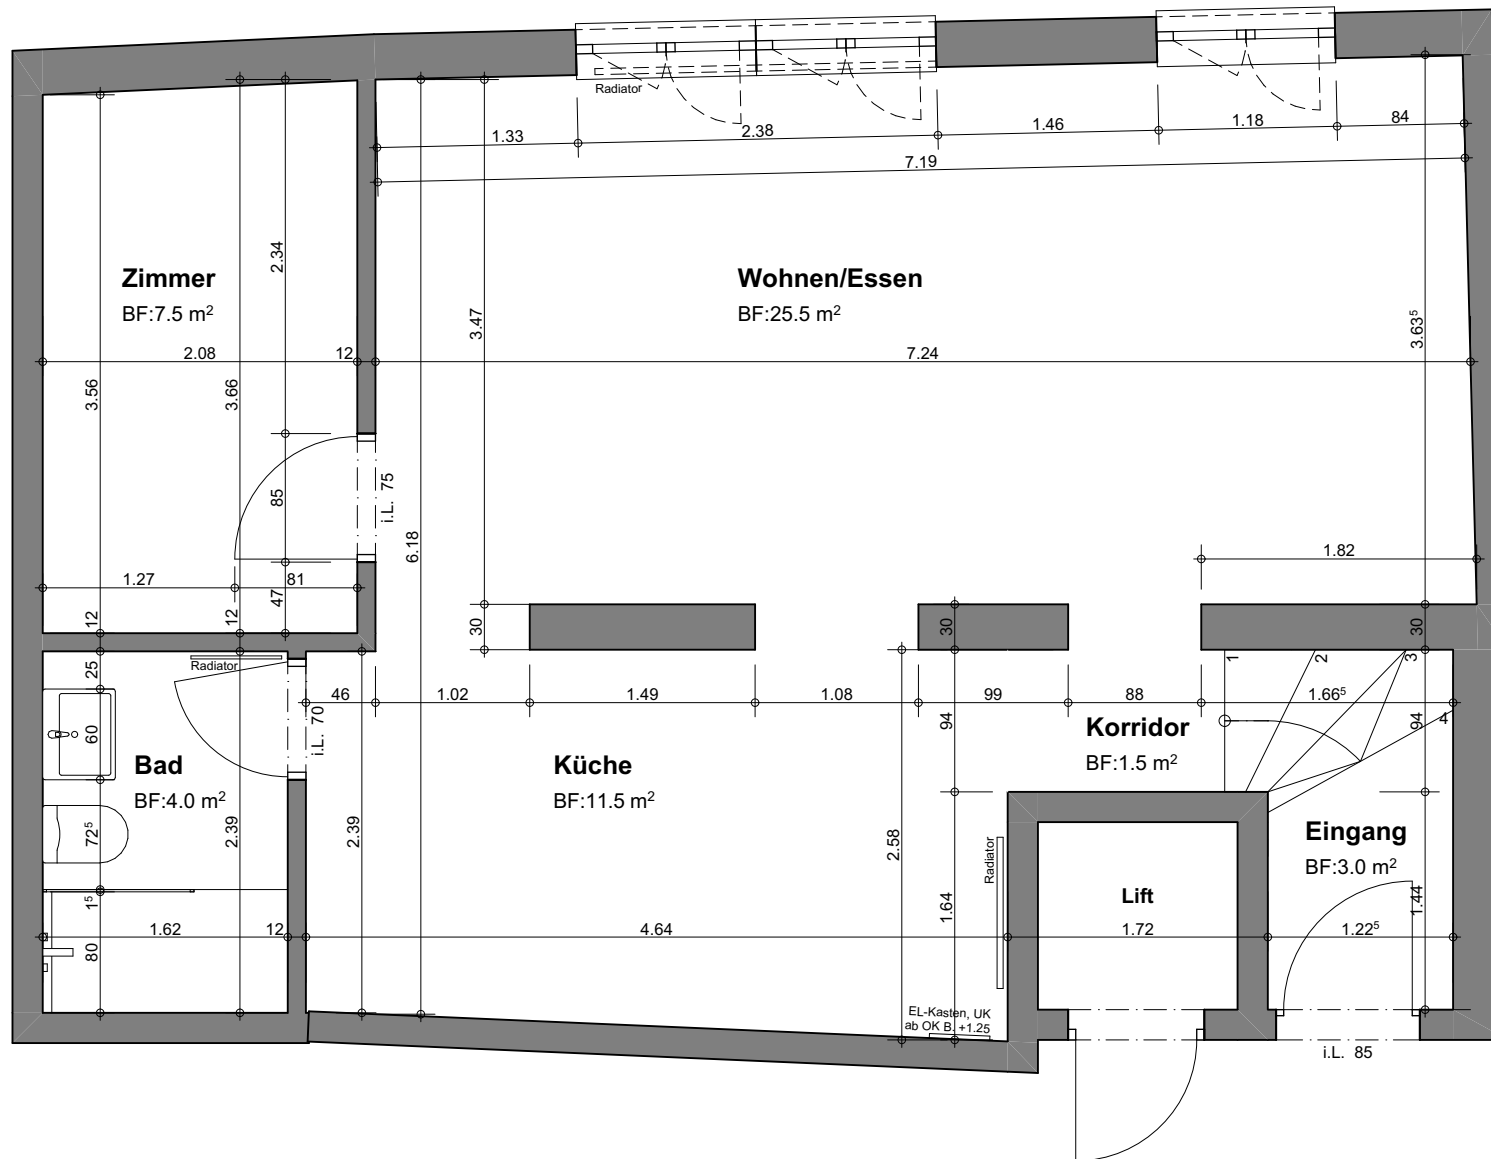 Radiator
1.33
2.38
1.46
1.18
84
7.19
2.34
Zimmer
BF:7.5 m²
Wohnen/Essen
BF:25.5 m²
3.47
3.63⁵
2.08
12
7.24
3.56
3.66
85
i.L. 75
6.18
1.82
1.27
81
47
12
12
30
30
30
25
Radiator
46
1.02
1.49
1.08
99
88
1.66⁵
1
2
3
4
i.L. 70
60
94
94
Korridor
BF:1.5 m²
Bad
BF:4.0 m²
Küche
BF:11.5 m²
72⁵
2.39
2.39
2.58
Radiator
Eingang
BF:3.0 m²
Lift
1⁵
1.64
1.44
1.62
12
4.64
1.72
1.22⁵
80
EL-Kasten, UK
ab OK B. +1.25
i.L. 85